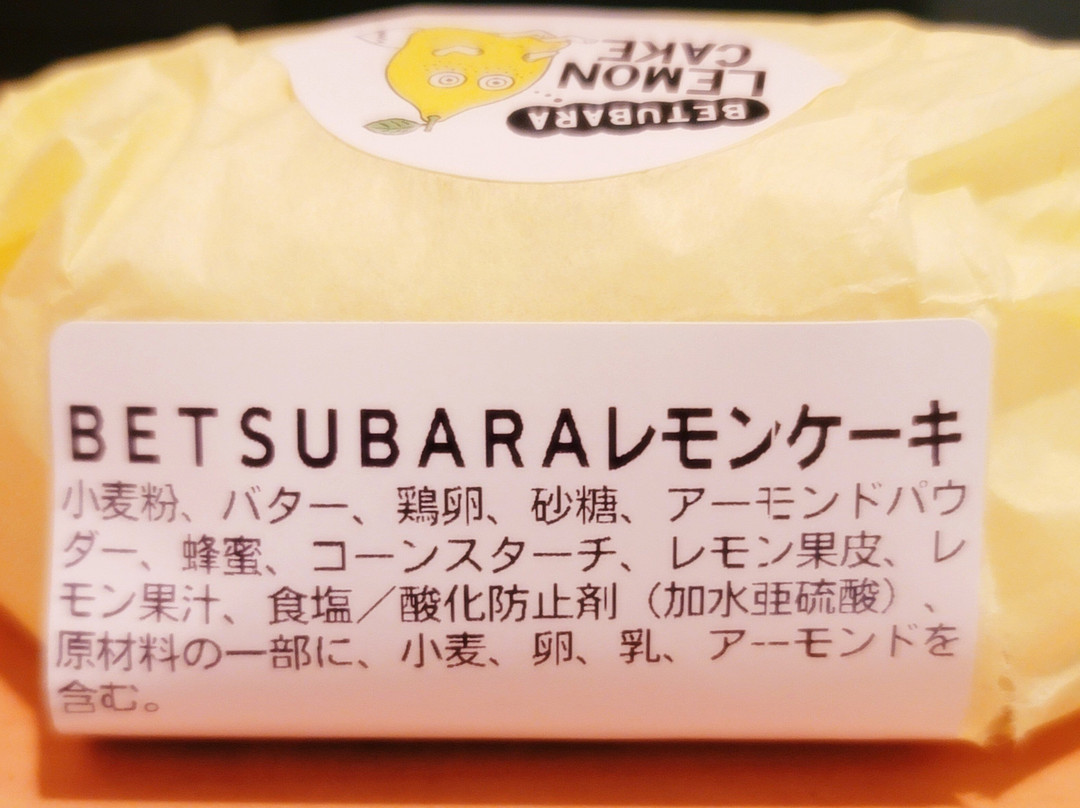 BETUBARA
LEMON
CAKE
BETSUBARAレモンケーキ
小麦粉、バター、鶏卵、砂糖、アーモンドパウ
ダー、蜂蜜、コーンスターチ、レモン果皮、レ
モン果汁、食塩／酸化防止剤（加水亜硫酸）、
原材料の一部に、小麦、卵、乳、アーモンドを
含む。